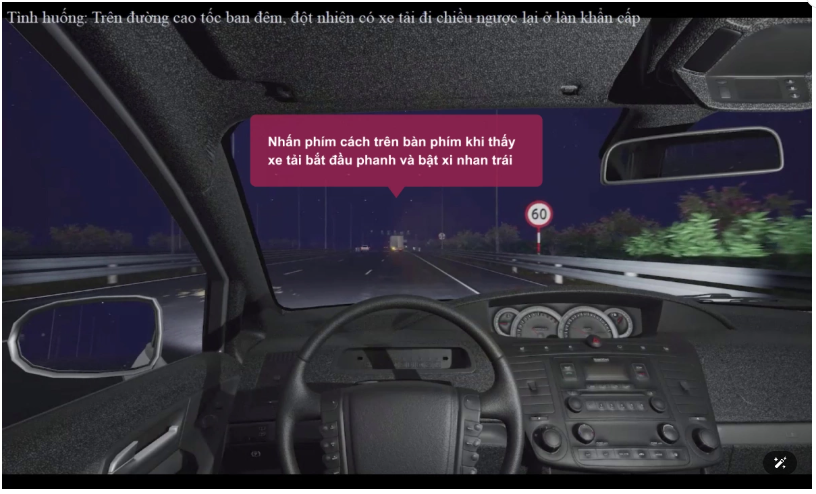 Tình huống: Trên đường cao tốc ban đêm, đột nhiên có xe tải đi chiều ngược lại ở làn khẩn cấp
Nhấn phím cách trên bàn phím khi thấy
xe tải bắt đầu phanh và bật xi nhan trái
60